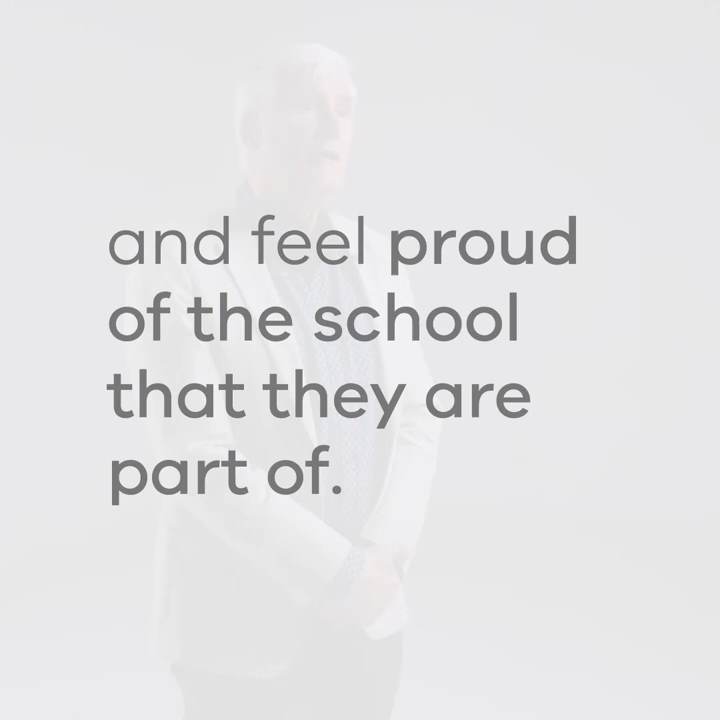 and feel proud
of the school
that they are
part of.